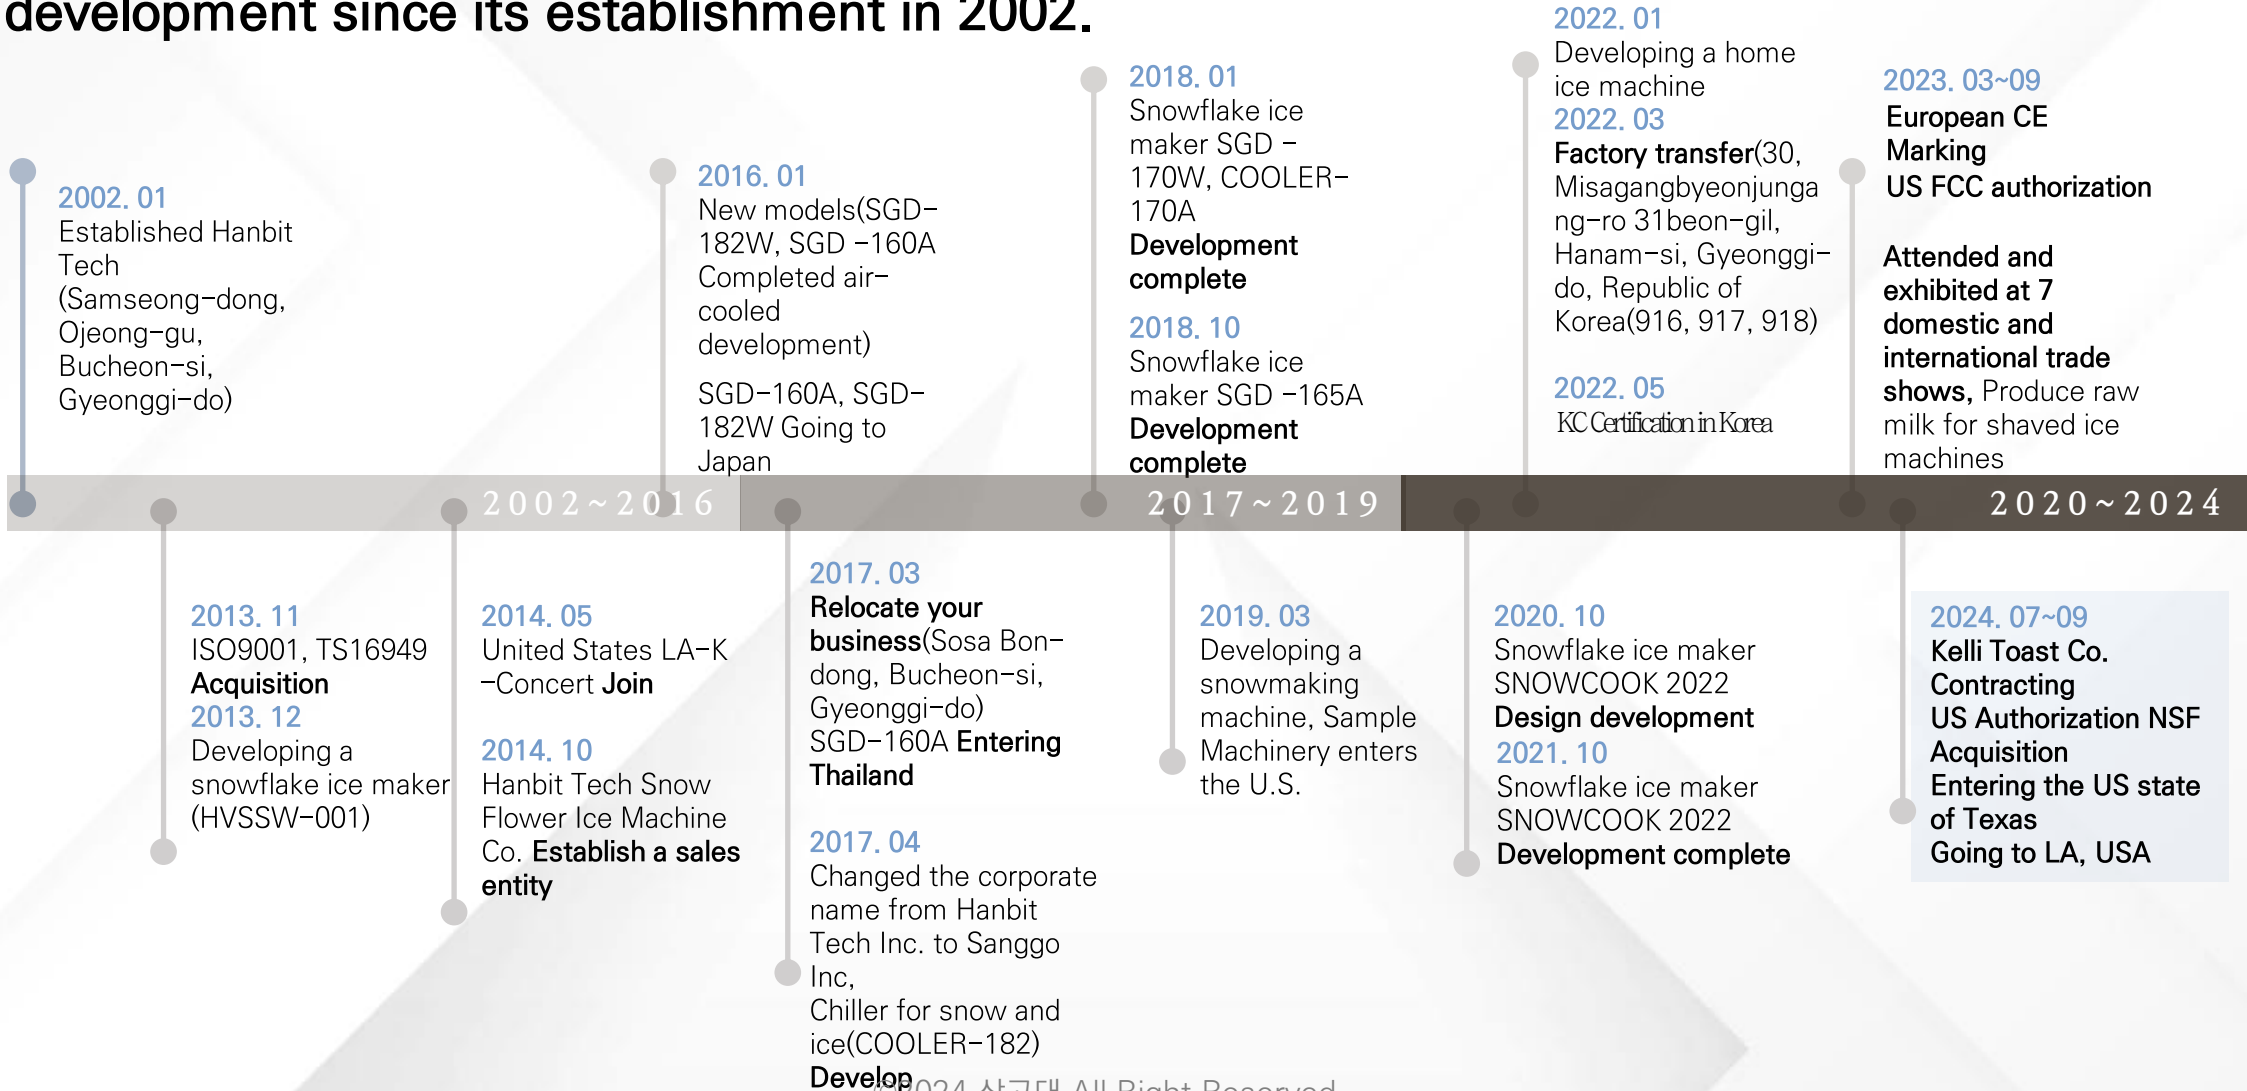 development since its establishment in 2002.
2002. 01
Established Hanbit
Tech
(Samseong-dong,
Ojeong-gu,
Bucheon-si,
Gyeonggi-do)
2016. 01
New models(SGD-
182W, SGD -160A
Completed air-
cooled
development)
SGD-160A, SGD-
182W Going to
Japan
2018. 01
Snowflake ice
maker SGD -
170W, COOLER-
170A
Development
complete
2018. 10
Snowflake ice
maker SGD -165A
Development
complete
2022. 01
Developing a home
ice machine
2022. 03
Factory transfer(30,
Misagangbyeonjunga
ng-ro 31beon-gil,
Hanam-si, Gyeonggi-
do, Republic of
Korea(916, 917, 918)
2022. 05
KC Certification in Korea
2023. 03~09
European CE
Marking
US FCC authorization
Attended and
exhibited at 7
domestic and
international trade
shows, Produce raw
milk for shaved ice
machines
2002~2016
2017~2019
2020~2024
2013. 11
ISO9001, TS16949
Acquisition
2013. 12
Developing a
snowflake ice maker
(HVSSW-001)
2014. 05
United States LA-K
-Concert Join
2014. 10
Hanbit Tech Snow
Flower Ice Machine
Co. Establish a sales
entity
2017. 03
Relocate your
business(Sosa Bon-
dong, Bucheon-si,
Gyeonggi-do)
SGD-160A Entering
Thailand
2017. 04
Changed the corporate
name from Hanbit
Tech Inc. to Sanggo
Inc,
Chiller for snow and
ice(COOLER-182)
Develop
2019. 03
Developing a
snowmaking
machine, Sample
Machinery enters
the U.S.
2020. 10
Snowflake ice maker
SNOWCOOK 2022
Design development
2021. 10
Snowflake ice maker
SNOWCOOK 2022
Development complete
2024. 07~09
Kelli Toast Co.
Contracting
US Authorization NSF
Acquisition
Entering the US state
of Texas
Going to LA, USA
©2024 상고대 All Right Reserved